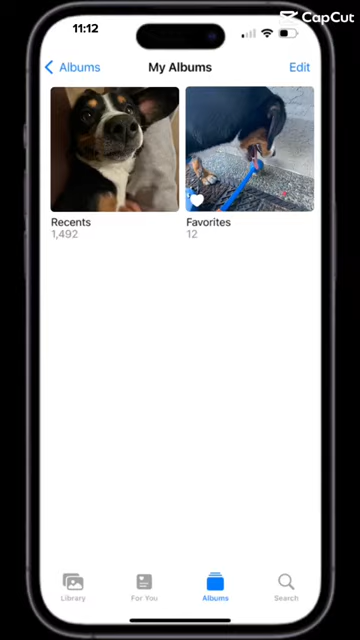 11:12
CapCut
Albums
My Albums
Edit
Recents
1,492
Favorites
12
Library
For You
Albums
Search